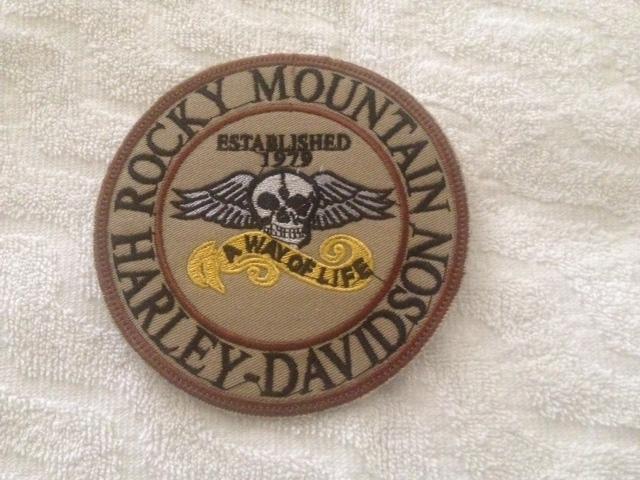 ROCKY MOUNTAIN
ESTABLISHED
1979
A WAY OF LIFE
HARLEY-DAVIDSON